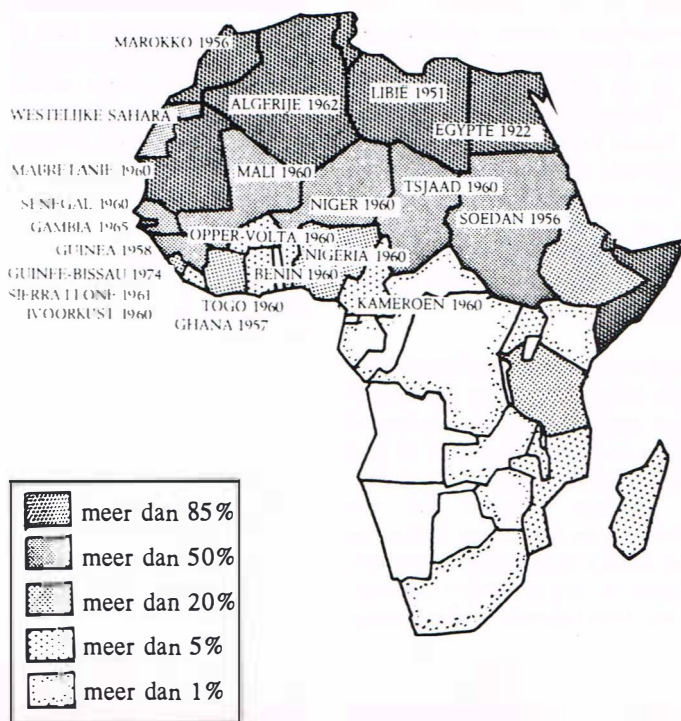 MAROKKO 1956
ALGERIJE 1962
LIBIË 1951
WESTELIJKE SAHARA
EGYPTE 1922
MAURETANIE 1960
MALI 1960
TSJAAD 1960
SENEGAL 1960
NIGER 1960
SOEDAN 1956
GAMBIA 1965
OPPER-VOLTA 1960
GUINEA 1958
NIGERIA 1960
GUINEE-BISSAU 1974
BENIN 1960
SIERRA LEONE 1961
IVOORKUST 1960
TOGO 1960
KAMEROEN 1960
GHANA 1957
meer dan 85%
meer dan 50%
meer dan 20%
meer dan 5%
meer dan 1%